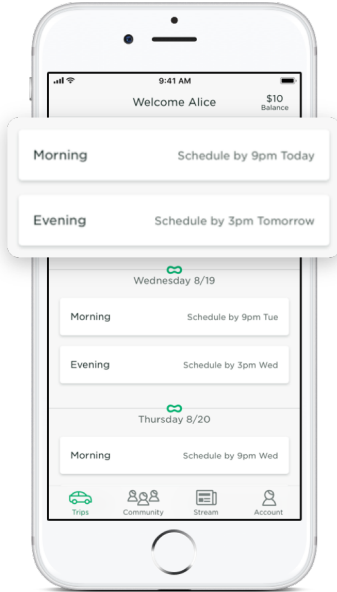 9:41 AM
Welcome Alice
$10
Balance
Morning Schedule by 9pm Today
Evening Schedule by 3pm Tomorrow
Wednesday 8/19
Morning Schedule by 9pm Tue
Evening Schedule by 3pm Wed
Thursday 8/20
Morning Schedule by 9pm Wed
Trips Community Stream Account